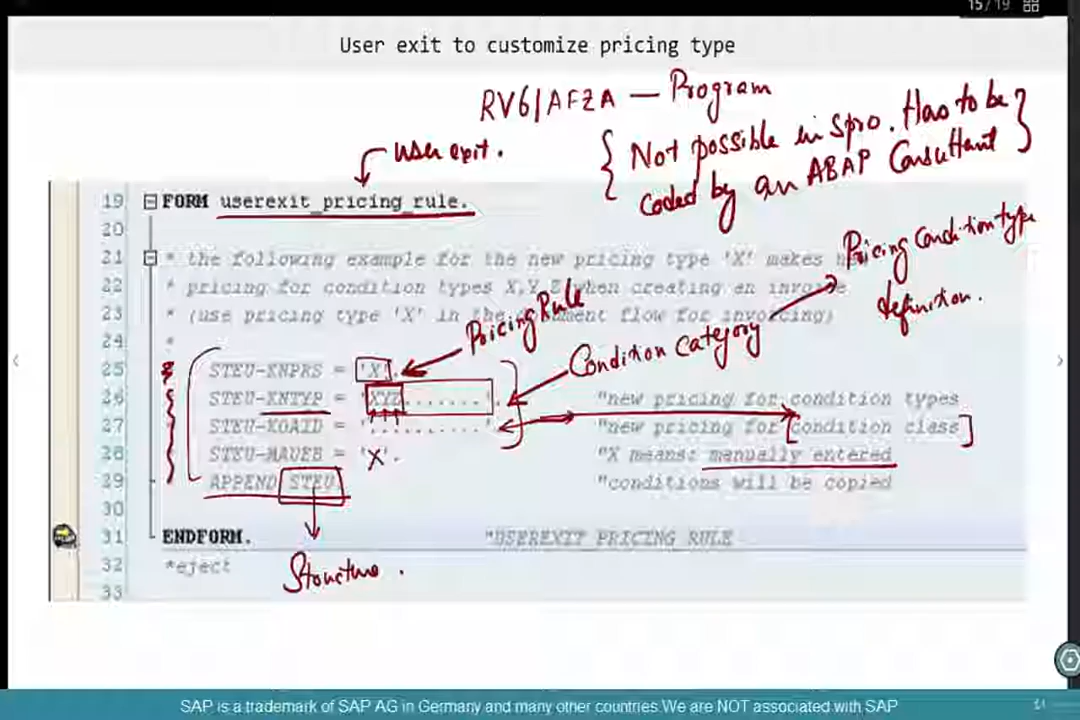 15/19
User exit to customize pricing type
RV61AFZA — Program
{ Not possible in Spro. Has to be
coded by an ABAP Consultant }
User exit.
19 FORM userexit_pricing_rule.
20
21 * the following example for the new pricing type 'X' makes
22 * pricing for condition types X,Y,Z when creating an invoice
23 * (use pricing type 'X' in the document flow for invoicing)
24 *
Pricing Condition type
definition.
Pricing Rule
Condition Category
25 STEU-KNPRS = 'X'.
26 STEU-KNTYP = 'XYZ.......'. "new pricing for condition types
27 STEU-KOAID = '..........'. "new pricing for [condition class]
28 STEU-MAUEB = 'X'. "X means: manually entered
29 APPEND STEU. "conditions will be copied
30
31 ENDFORM. "USEREXIT_PRICING_RULE
32 *eject
33
Structure.
SAP is a trademark of SAP AG in Germany and many other countries.We are NOT associated with SAP